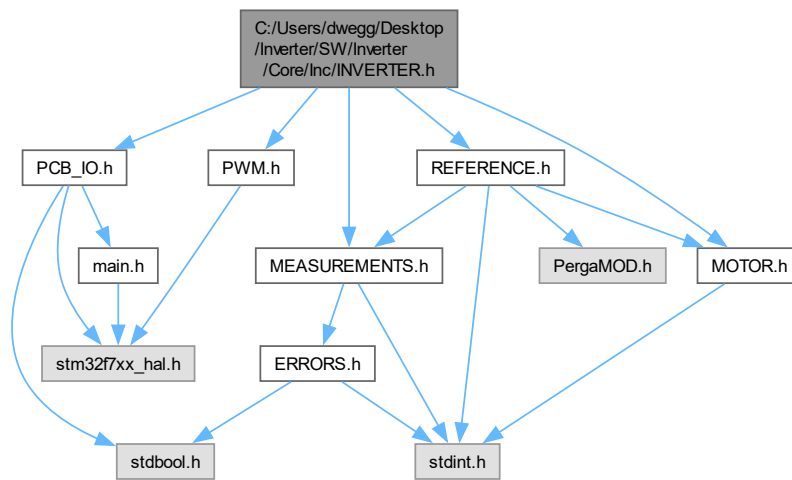 C:/Users/dwegg/Desktop
/Inverter/SW/Inverter
/Core/Inc/INVERTER.h
PCB_IO.h
PWM.h
REFERENCE.h
main.h
MEASUREMENTS.h
PergaMOD.h
MOTOR.h
stm32f7xx_hal.h
ERRORS.h
stdbool.h
stdint.h